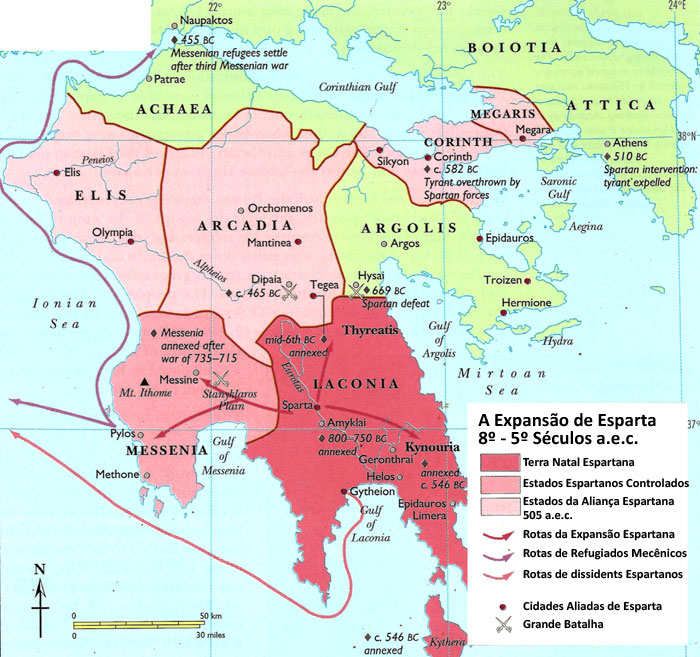 22°
23°
24°
Naupaktos
455 BC
Messenian refugees settle
after third Messenian war
Patrae
BOIOTIA
Corinthian Gulf
ACHAEA
MEGARIS
ATTICA
38°N
Megara
CORINTH
Athens
510 BC
Spartan intervention:
tyrant expelled
Sikyon
Corinth
c. 582 BC
Tyrant overthrown by
Spartan forces
Saronic
Gulf
Aegina
Peneios
Elis
ELIS
Orchomenos
ARCADIA
Mantinea
ARGOLIS
Argos
Epidauros
Olympia
Alpheios
Dipaia
c. 465 BC
Tegea
Hysai
669 BC
Spartan defeat
Troizen
Hermione
Hydra
Ionian
Sea
Messenia
annexed after
war of 735–715
mid-6th BC
annexed
Thyreatis
Gulf
of
Argolis
Mirtoan
Sea
Messine
Mt. Ithome
Stanyklaros
Plain
Eurotas
LACONIA
Sparta
Amyklai
800–750 BC
annexed
Kynouria
annexed
c. 546 BC
37°
Pylos
MESSENIA
Gulf
of
Messenia
Methone
Geronthrai
Helos
Gytheion
Epidauros
Limera
Gulf
of
Laconia
N
50 km
0
0
30 miles
c. 546 BC
annexed
Kythera
A Expansão de Esparta
8º - 5º Séculos a.e.c.
Terra Natal Espartana
Estados Espartanos Controlados
Estados da Aliança Espartana
505 a.e.c.
Rotas da Expansão Espartana
Rotas de Refugiados Mecênicos
Rotas de dissidents Espartanos
Cidades Aliadas de Esparta
Grande Batalha